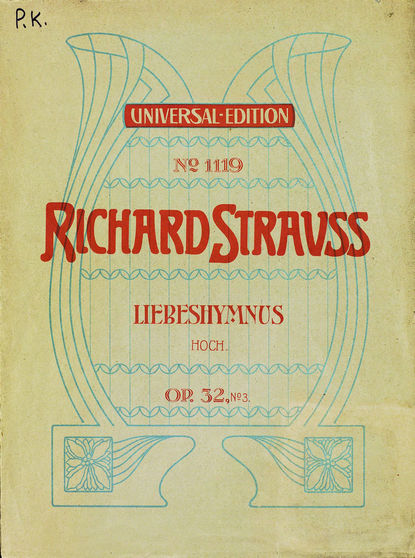 P.K.
UNIVERSAL-EDITION
No 1119
RICHARD STRAUSS
LIEBESHYMNUS
HOCH.
OP. 32, No 3.